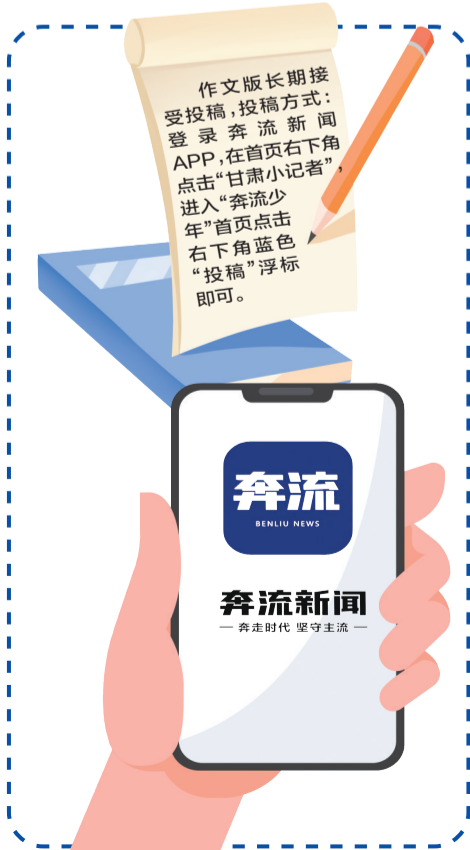 作文版长期接
受投稿,投稿方式:
登录奔流新闻
APP,在首页右下角
点击“甘肃小记者”,
进入“奔流少
年”首页点击
右下角蓝色
“投稿”浮标
即可。
奔流
BENLIU NEWS
奔流新闻
— 奔走时代 坚守主流 —